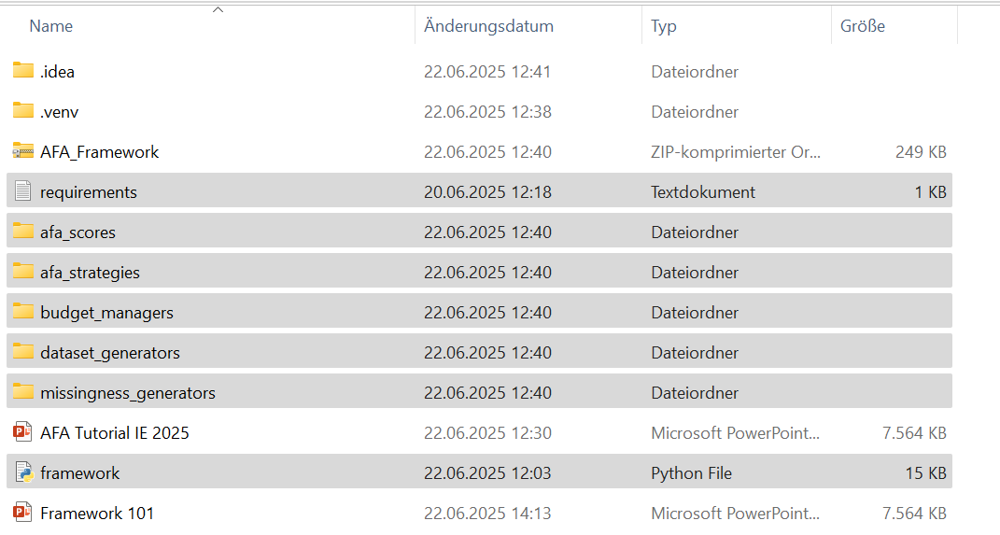 Name Änderungsdatum Typ Größe
.idea 22.06.2025 12:41 Dateiordner
.venv 22.06.2025 12:38 Dateiordner
AFA_Framework 22.06.2025 12:40 ZIP-komprimierter Or... 249 KB
requirements 20.06.2025 12:18 Textdokument 1 KB
afa_scores 22.06.2025 12:40 Dateiordner
afa_strategies 22.06.2025 12:40 Dateiordner
budget_managers 22.06.2025 12:40 Dateiordner
dataset_generators 22.06.2025 12:40 Dateiordner
missingness_generators 22.06.2025 12:40 Dateiordner
AFA Tutorial IE 2025 22.06.2025 12:30 Microsoft PowerPoint... 7.564 KB
framework 22.06.2025 12:03 Python File 15 KB
Framework 101 22.06.2025 14:13 Microsoft PowerPoint... 7.564 KB